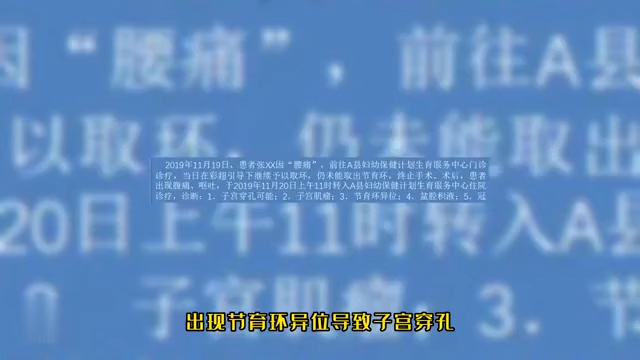 因“腰痛”，前往A县
以取环，仍未能取出
2019年11月19日，患者张XX因“腰痛”，前往A县妇幼保健计划生育服务中心门诊
诊疗，当日在彩超引导下继续予以取环，仍未能取出节育环，终止手术。术后，患者
出现腹痛、呕吐，于2019年11月20日上午11时转入A县妇幼保健计划生育服务中心住院
诊疗，诊断：1．子宫穿孔可能；2．子宫肌瘤；3．节育环异位；4．盆腔积液；5．冠
20日上午11时转入A县
子宫肌瘤；3．节
出现节育环异位导致子宫穿孔